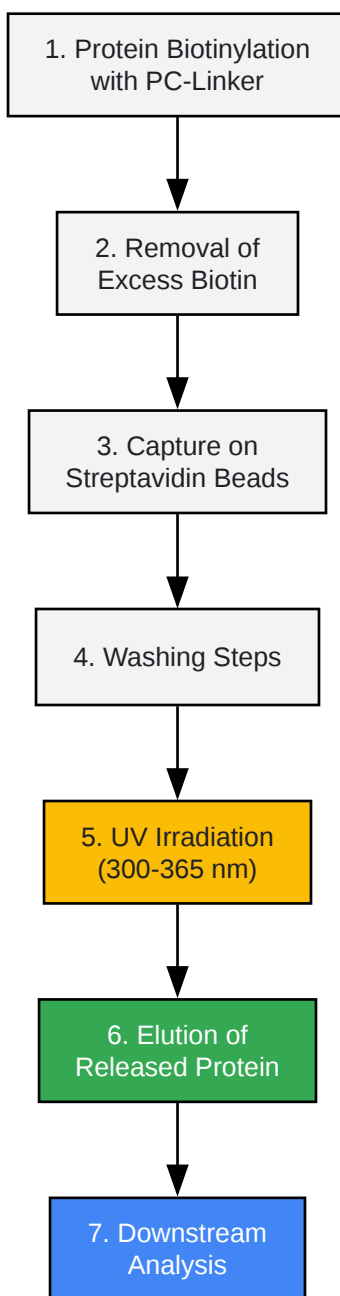 1. Protein Biotinylation
with PC-Linker
2. Removal of
Excess Biotin
3. Capture on
Streptavidin Beads
4. Washing Steps
5. UV Irradiation
(300-365 nm)
6. Elution of
Released Protein
7. Downstream
Analysis